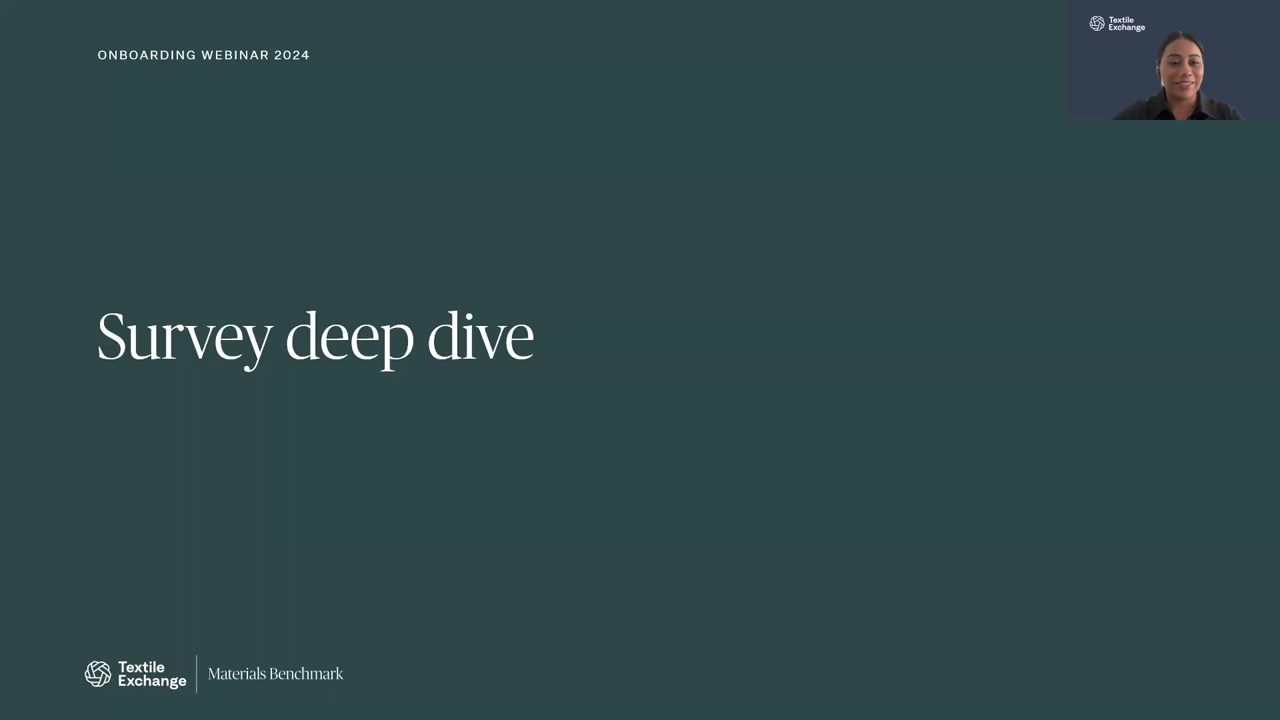 ONBOARDING WEBINAR 2024
Textile
Exchange
Survey deep dive
Textile
Exchange
Materials Benchmark